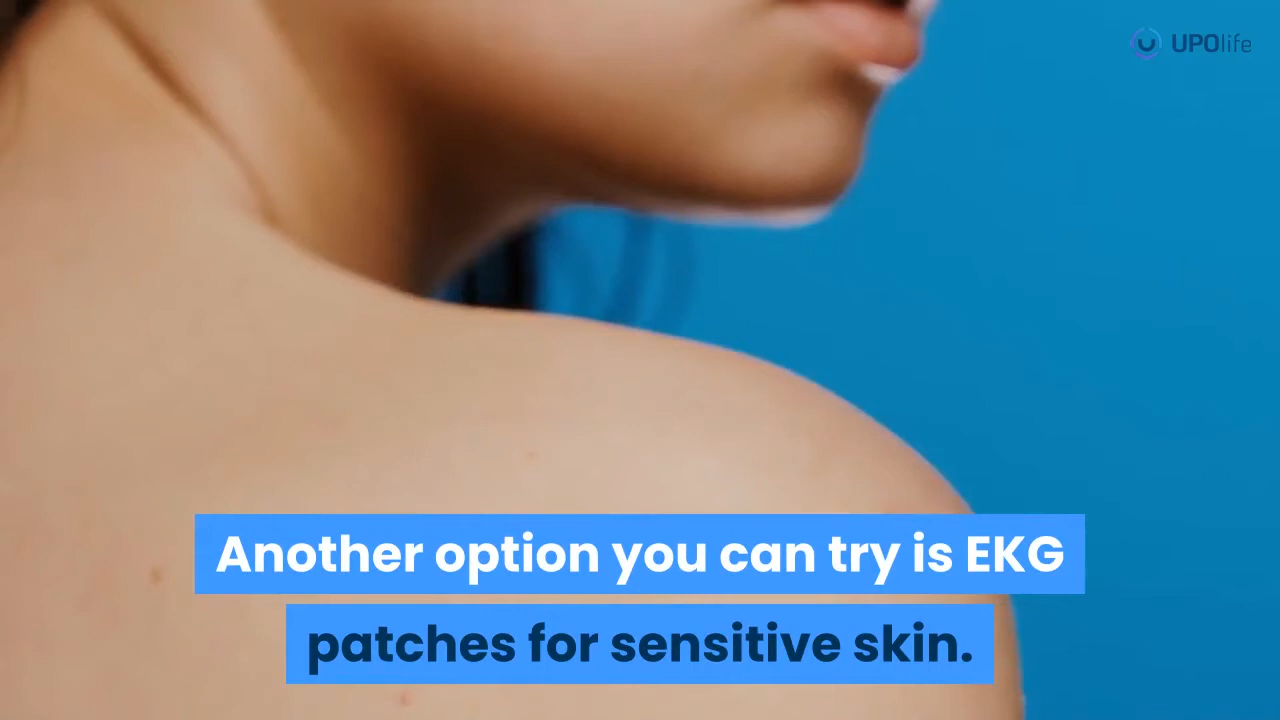 UPOlife
Another option you can try is EKG
patches for sensitive skin.